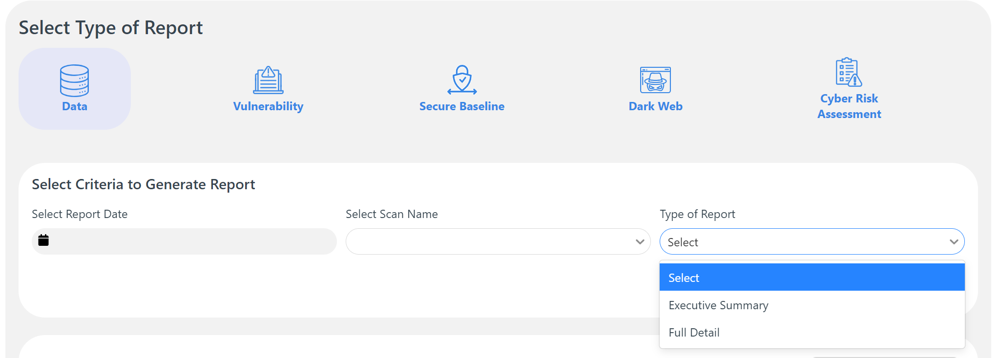 Select Type of Report
Data
Vulnerability
Secure Baseline
Dark Web
Cyber Risk
Assessment
Select Criteria to Generate Report
Select Report Date
Select Scan Name
Type of Report
Select
Select
Executive Summary
Full Detail